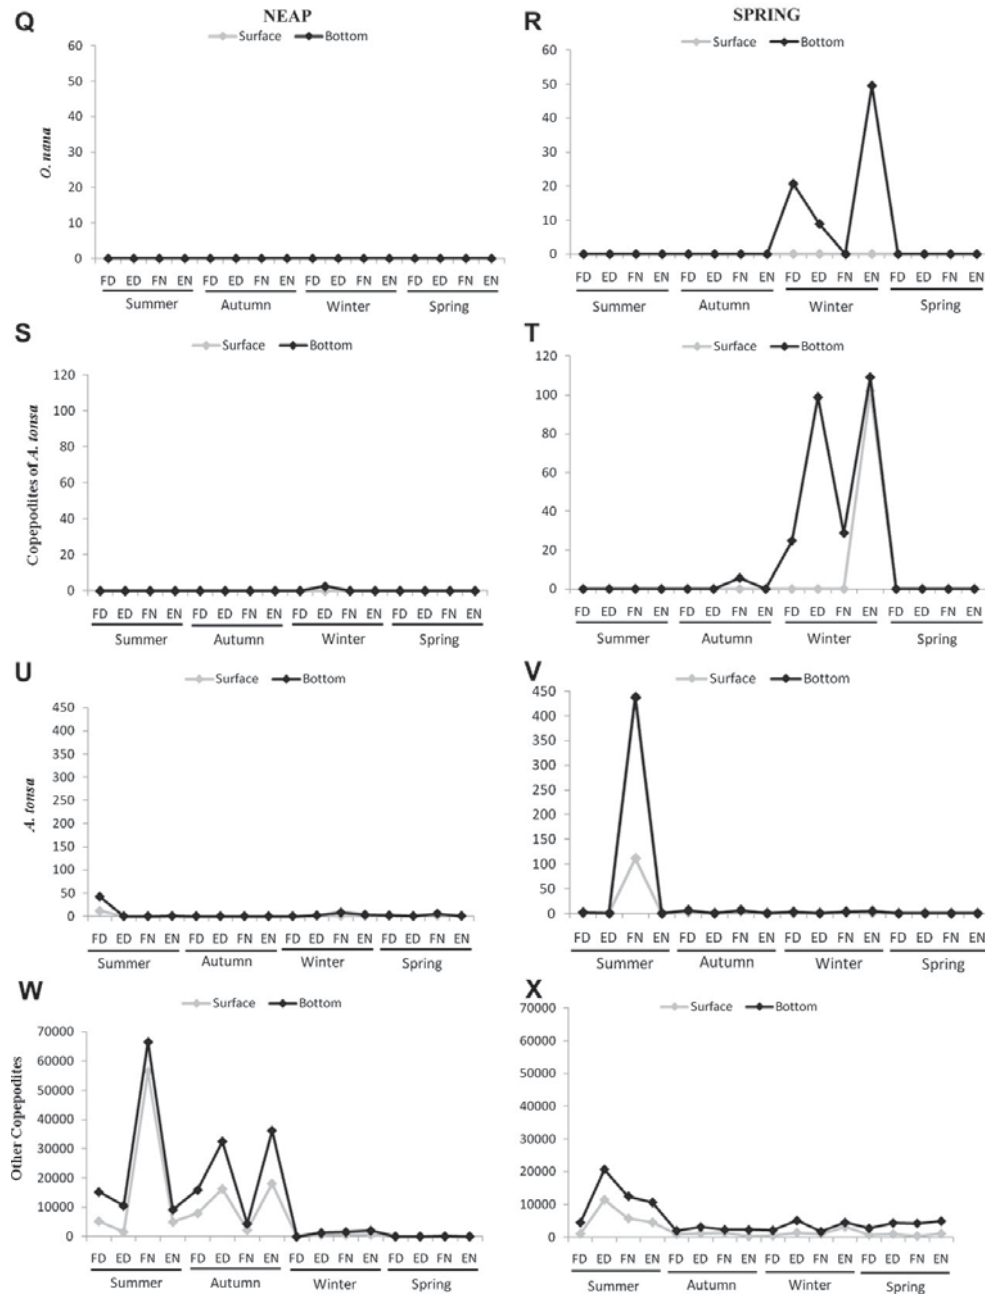 Q NEAP R SPRING
Surface Bottom Surface Bottom
60 60
50 50
40 40
30 30
20 20
10 10
0 0
O. nana
FD ED FN EN FD ED FN EN FD ED FN EN FD ED FN EN
Summer Autumn Winter Spring
FD ED FN EN FD ED FN EN FD ED FN EN FD ED FN EN
Summer Autumn Winter Spring
S T
Surface Bottom Surface Bottom
120 120
100 100
80 80
60 60
40 40
20 20
0 0
Copepodites of A. tonsa
FD ED FN EN FD ED FN EN FD ED FN EN FD ED FN EN
Summer Autumn Winter Spring
FD ED FN EN FD ED FN EN FD ED FN EN FD ED FN EN
Summer Autumn Winter Spring
U V
Surface Bottom Surface Bottom
450 450
400 400
350 350
300 300
250 250
200 200
150 150
100 100
50 50
0 0
A. tonsa
FD ED FN EN FD ED FN EN FD ED FN EN FD ED FN EN
Summer Autumn Winter Spring
FD ED FN EN FD ED FN EN FD ED FN EN FD ED FN EN
Summer Autumn Winter Spring
W X
Surface Bottom Surface Bottom
70000 70000
60000 60000
50000 50000
40000 40000
30000 30000
20000 20000
10000 10000
0 0
Other Copepodites
FD ED FN EN FD ED FN EN FD ED FN EN FD ED FN EN
Summer Autumn Winter Spring
FD ED FN EN FD ED FN EN FD ED FN EN FD ED FN EN
Summer Autumn Winter Spring